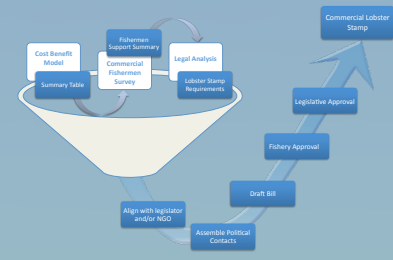 Commercial Lobster
Stamp
Fishermen
Support Summary
Cost Benefit
Model
Commercial
Fishermen
Survey
Legal Analysis
Summary Table
Lobster Stamp
Requirements
Legislative Approval
Fishery Approval
Draft Bill
Align with legislator
and/or NGO
Assemble Political
Contacts